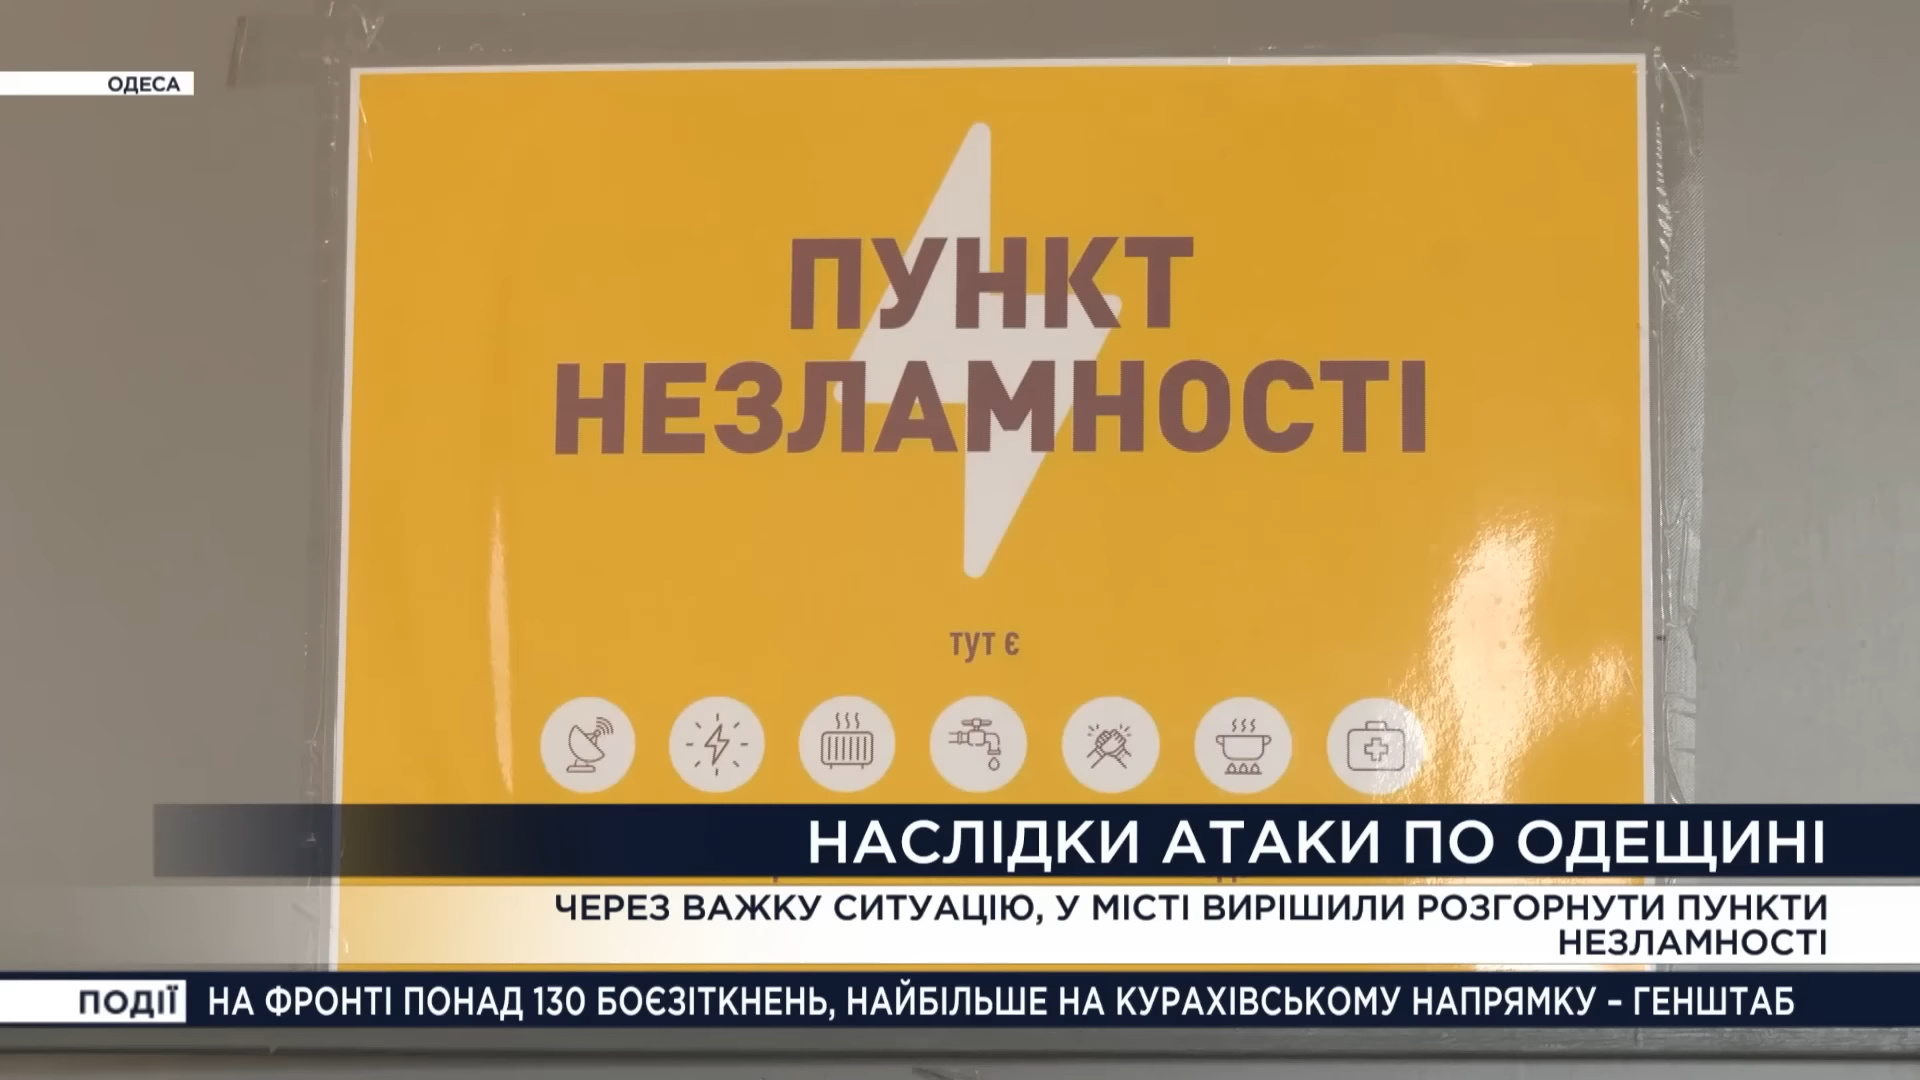 ОДЕСА
ПУНКТ
НЕЗЛАМНОСТІ
тут є
НАСЛІДКИ АТАКИ ПО ОДЕЩИНІ
ЧЕРЕЗ ВАЖКУ СИТУАЦІЮ, У МІСТІ ВИРІШИЛИ РОЗГОРНУТИ ПУНКТИ
НЕЗЛАМНОСТІ
ПОДІЇ НА ФРОНТІ ПОНАД 130 БОЄЗІТКНЕНЬ, НАЙБІЛЬШЕ НА КУРАХІВСЬКОМУ НАПРЯМКУ – ГЕНШТАБ